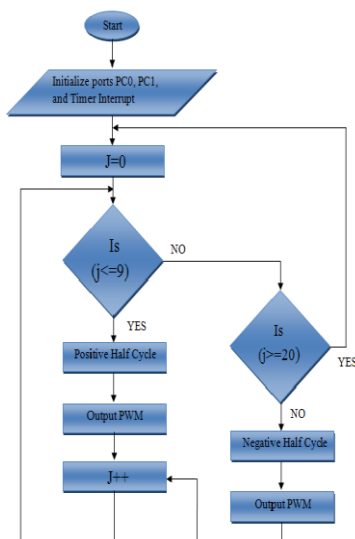 Start
Initialize ports PC0, PC1,
and Timer Interrupt
J=0
Is
(j<=9)
NO
YES
Positive Half Cycle
Output PWM
J++
Is
(j>=20)
YES
NO
Negative Half Cycle
Output PWM